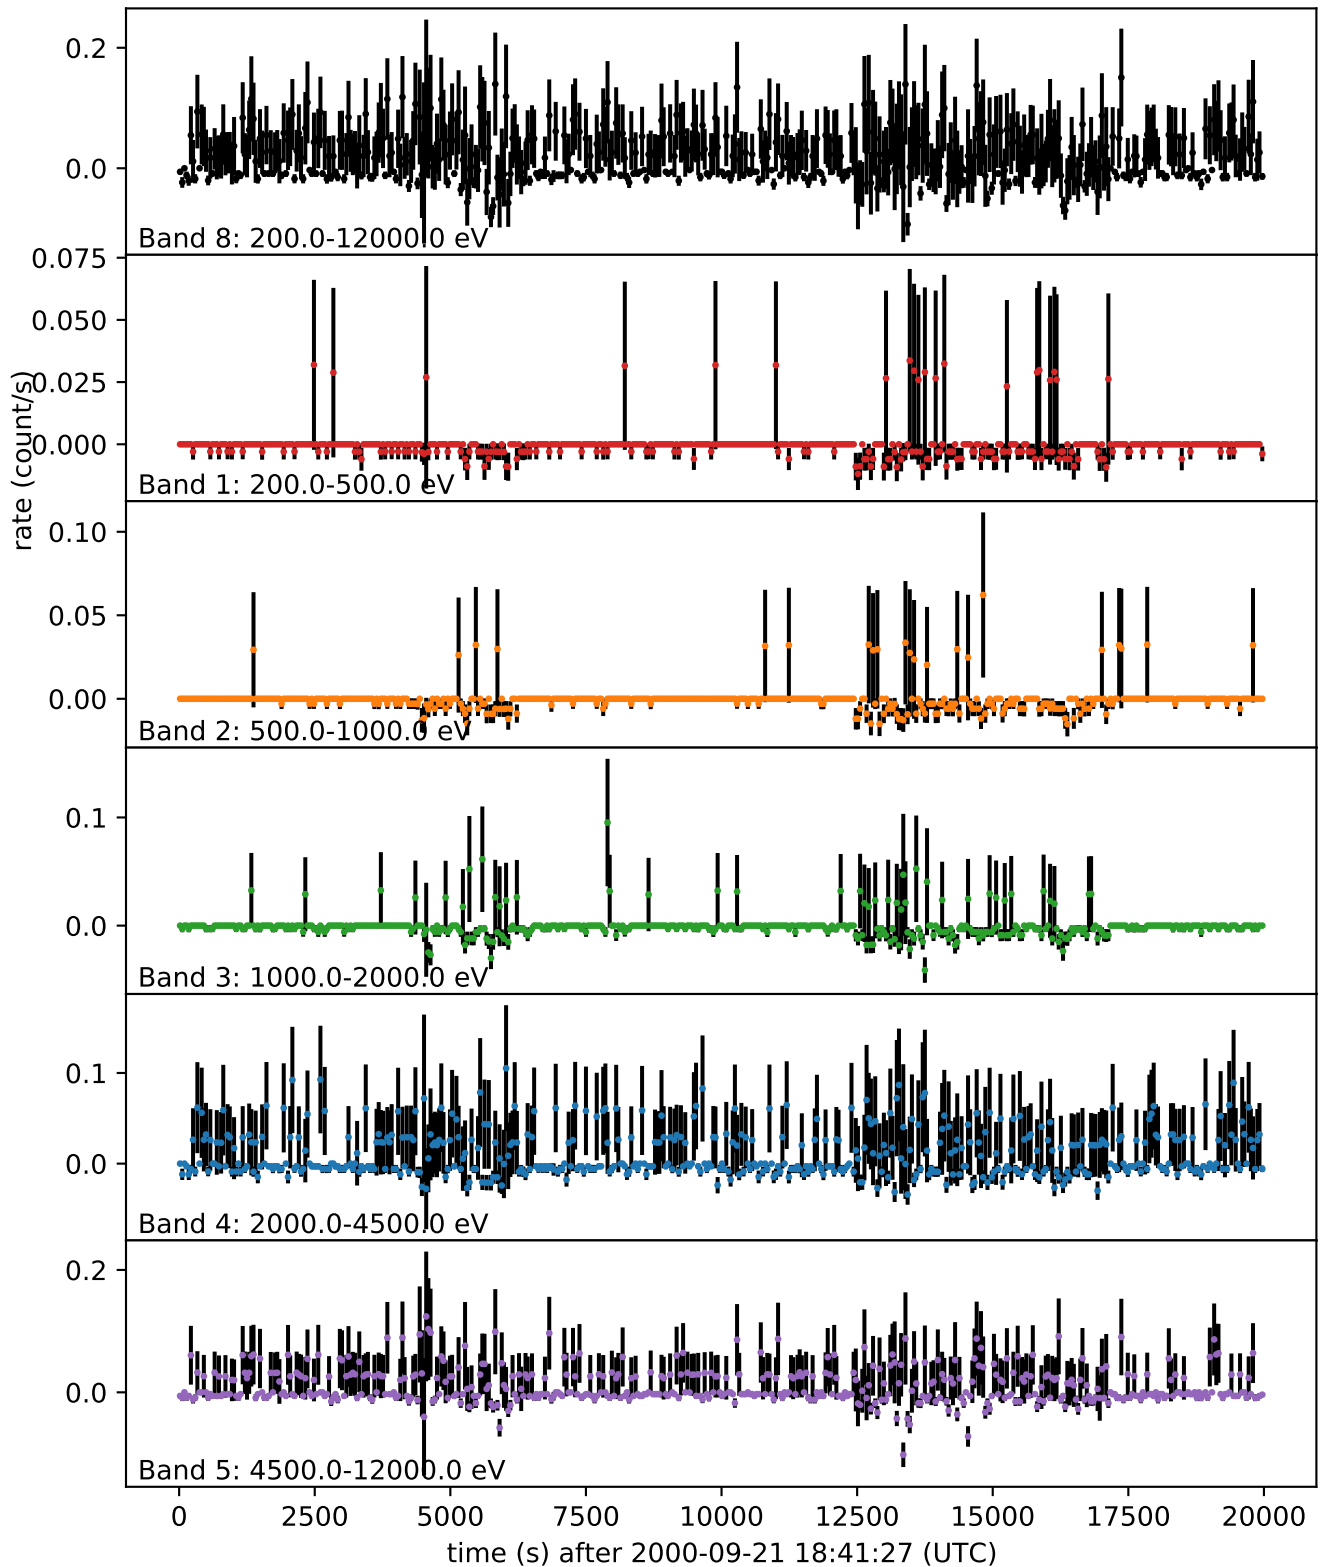 0.2
0.0
Band 8: 200.0-12000.0 eV
0.075
0.050
0.025
0.000
rate (count/s)
Band 1: 200.0-500.0 eV
0.10
0.05
0.00
Band 2: 500.0-1000.0 eV
0.1
0.0
Band 3: 1000.0-2000.0 eV
0.1
0.0
Band 4: 2000.0-4500.0 eV
0.2
0.0
Band 5: 4500.0-12000.0 eV
0 2500 5000 7500 10000 12500 15000 17500 20000
time (s) after 2000-09-21 18:41:27 (UTC)